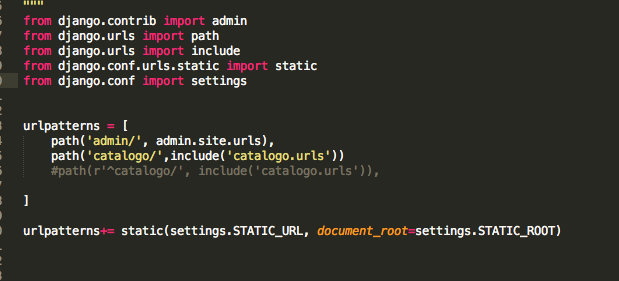 """
from django.contrib import admin
from django.urls import path
from django.urls import include
from django.conf.urls.static import static
from django.conf import settings
urlpatterns = [
path('admin/', admin.site.urls),
path('catalogo/',include('catalogo.urls'))
#path(r'^catalogo/', include('catalogo.urls')),
]
urlpatterns+= static(settings.STATIC_URL, document_root=settings.STATIC_ROOT)